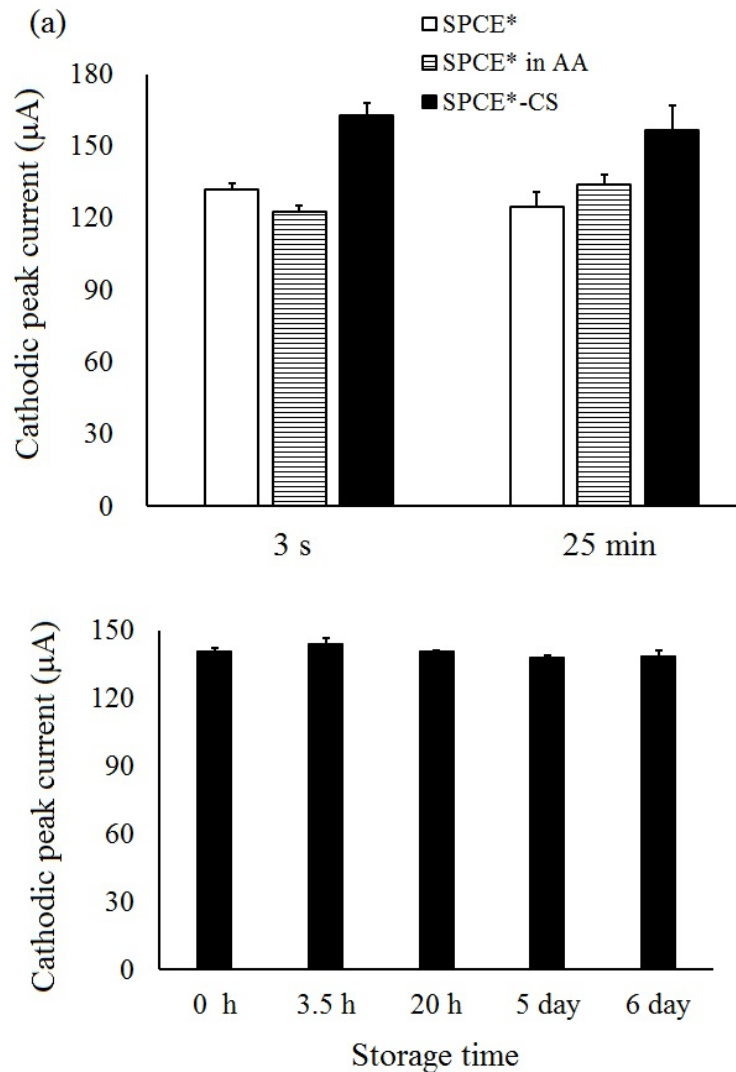 (a)
SPCE*
SPCE* in AA
SPCE*-CS
Cathodic peak current (µA)
180
150
120
90
60
30
0
3 s 25 min
Cathodic peak current (µA)
150
120
90
60
30
0
0 h 3.5 h 20 h 5 day 6 day
Storage time